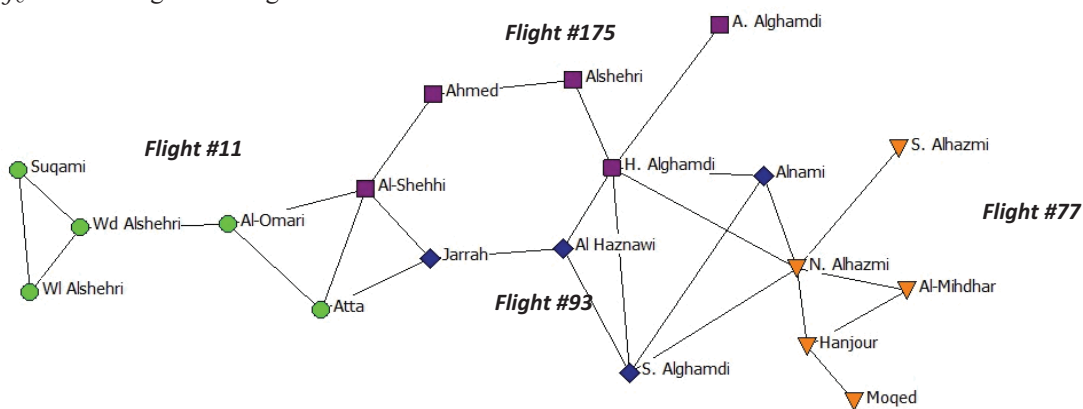 Flight #175
A. Alghamdi
Alshehri
Ahmed
Flight #11
S. Alhazmi
Suqami
H. Alghamdi
Alnami
Al-Shehhi
Flight #77
Wd Alshehri
Al-Omari
Al Haznawi
Jarrah
N. Alhazmi
Wl Alshehri
Al-Mihdhar
Flight #93
Atta
Hanjour
S. Alghamdi
Moqed